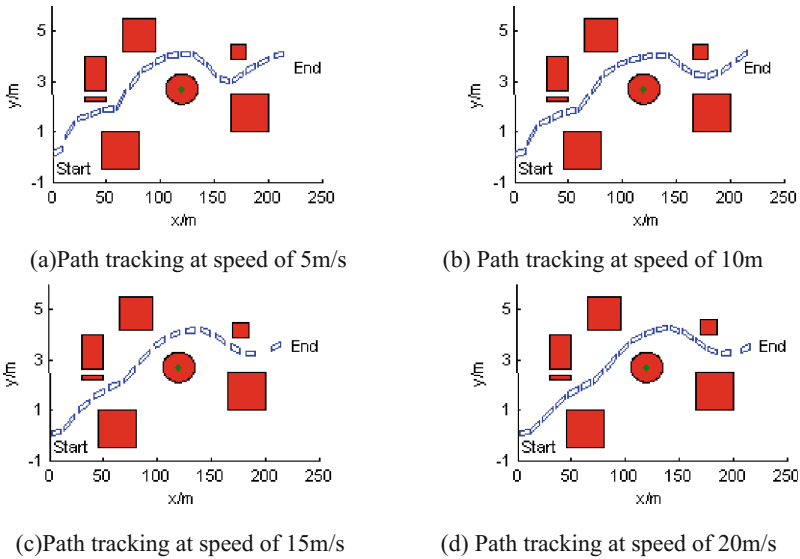 5
3
1
-1
y/m
Start
End
0 50 100 150 200 250
x/m
(a)Path tracking at speed of 5m/s
5
3
1
-1
y/m
Start
End
0 50 100 150 200 250
x/m
(b) Path tracking at speed of 10m
5
3
1
-1
y/m
Start
End
0 50 100 150 200 250
x/m
(c)Path tracking at speed of 15m/s
5
3
1
-1
y/m
Start
End
0 50 100 150 200 250
x/m
(d) Path tracking at speed of 20m/s